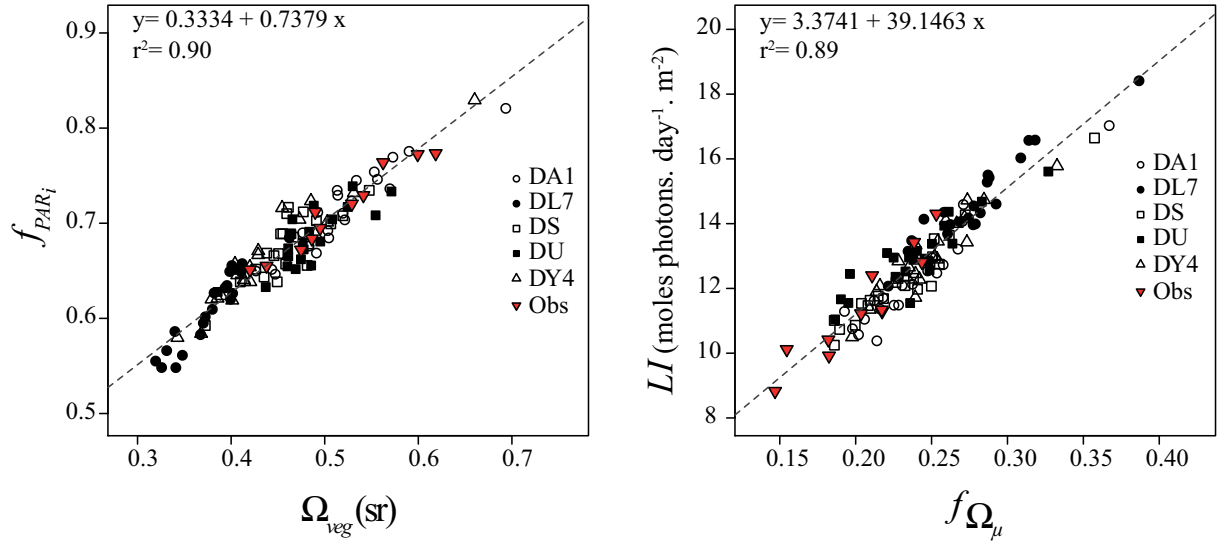 y= 0.3334 + 0.7379 x
r²= 0.90
0.9
0.8
0.7
0.6
0.5
f_PARᵢ
0.3
0.4
0.5
0.6
0.7
Ω_veg (sr)
DA1
DL7
DS
DU
DY4
Obs
y= 3.3741 + 39.1463 x
r²= 0.89
20
18
16
14
12
10
8
LI (moles photons. day⁻¹. m⁻²)
0.15
0.20
0.25
0.30
0.35
0.40
f_Ω_μ
DA1
DL7
DS
DU
DY4
Obs